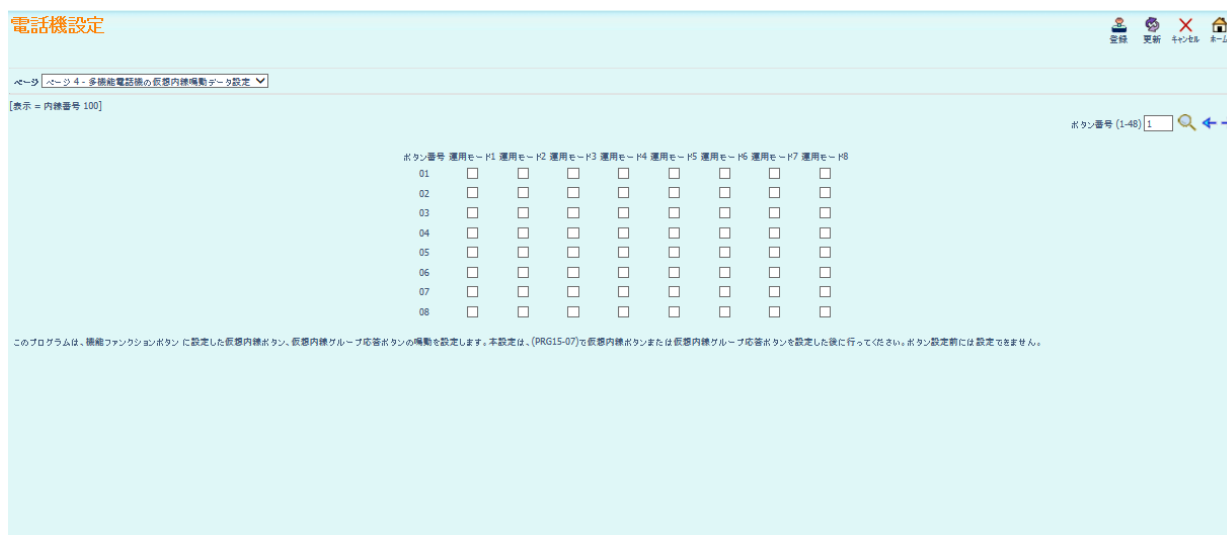 電話機設定
登録 更新 キャンセル ホーム
ページ ページ 4 - 多機能電話機の仮想内線鳴動データ設定
[表示 = 内線番号 100]
ボタン番号 (1-48) 1
ボタン番号 運用モード1 運用モード2 運用モード3 運用モード4 運用モード5 運用モード6 運用モード7 運用モード8
01
02
03
04
05
06
07
08
このプログラムは、機能ファンクションボタン に設定した仮想内線ボタン、仮想内線グループ応答ボタンの鳴動を設定します。本設定は、(PRG15-07)で仮想内線ボタンまたは仮想内線グループ応答ボタンを設定した後に行ってください。ボタン設定前には設定できません。